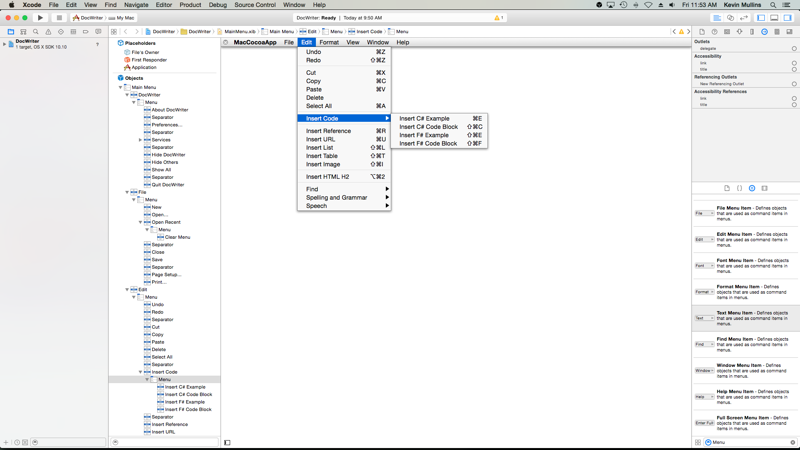 Xcode File Edit View Find Navigate Editor Product Debug Source Control Window Help
Fri 11:53 AM Kevin Mullins
DocWriter My Mac
DocWriter: Ready | Today at 9:50 AM
1
DocWriter
1 target, OS X SDK 10.10
DocWriter DocWriter MainMenu.xib Main Menu Edit Menu Insert Code Menu
Placeholders
File's Owner
First Responder
Application
Objects
Main Menu
DocWriter
Menu
About DocWriter
Separator
Preferences...
Separator
Services
Separator
Hide DocWriter
Hide Others
Show All
Separator
Quit DocWriter
File
Menu
New
Open...
Open Recent
Menu
Clear Menu
Separator
Close
Save
Separator
Page Setup...
Print...
Edit
Menu
Undo
Redo
Separator
Cut
Copy
Paste
Delete
Select All
Separator
Insert Code
Menu
Insert C# Example
Insert C# Code Block
Insert F# Example
Insert F# Code Block
Separator
Insert Reference
Insert URL
MacCocoaApp File Edit Format View Window Help
Undo ⌘Z
Redo ⇧⌘Z
Cut ⌘X
Copy ⌘C
Paste ⌘V
Delete
Select All ⌘A
Insert Code
Insert Reference ⌘R
Insert URL ⌘U
Insert List ⇧⌘L
Insert Table ⇧⌘T
Insert Image ⇧⌘I
Insert HTML H2 ⌥⌘2
Find
Spelling and Grammar
Speech
Insert C# Example ⌘E
Insert C# Code Block ⇧⌘C
Insert F# Example ⇧⌘E
Insert F# Code Block ⇧⌘F
Outlets
delegate
Accessibility
link
title
Referencing Outlets
New Referencing Outlet
Accessibility References
link
title
File
File Menu Item - Defines objects
that are used as command items in
menus.
Edit
Edit Menu Item - Defines objects
that are used as command items in
menus.
Font
Font Menu Item - Defines objects
that are used as command items in
menus.
Format
Format Menu Item - Defines
objects that are used as command
items in menus.
Text
Text Menu Item - Defines objects
that are used as command items in
menus.
Find
Find Menu Item - Defines objects
that are used as command items in
menus.
Window
Window Menu Item - Defines
objects that are used as command
items in menus.
Help
Help Menu Item - Defines objects
that are used as command items in
menus.
Enter Full
Full Screen Menu Item - Defines
objects that are used as command
items in menus.
Menu